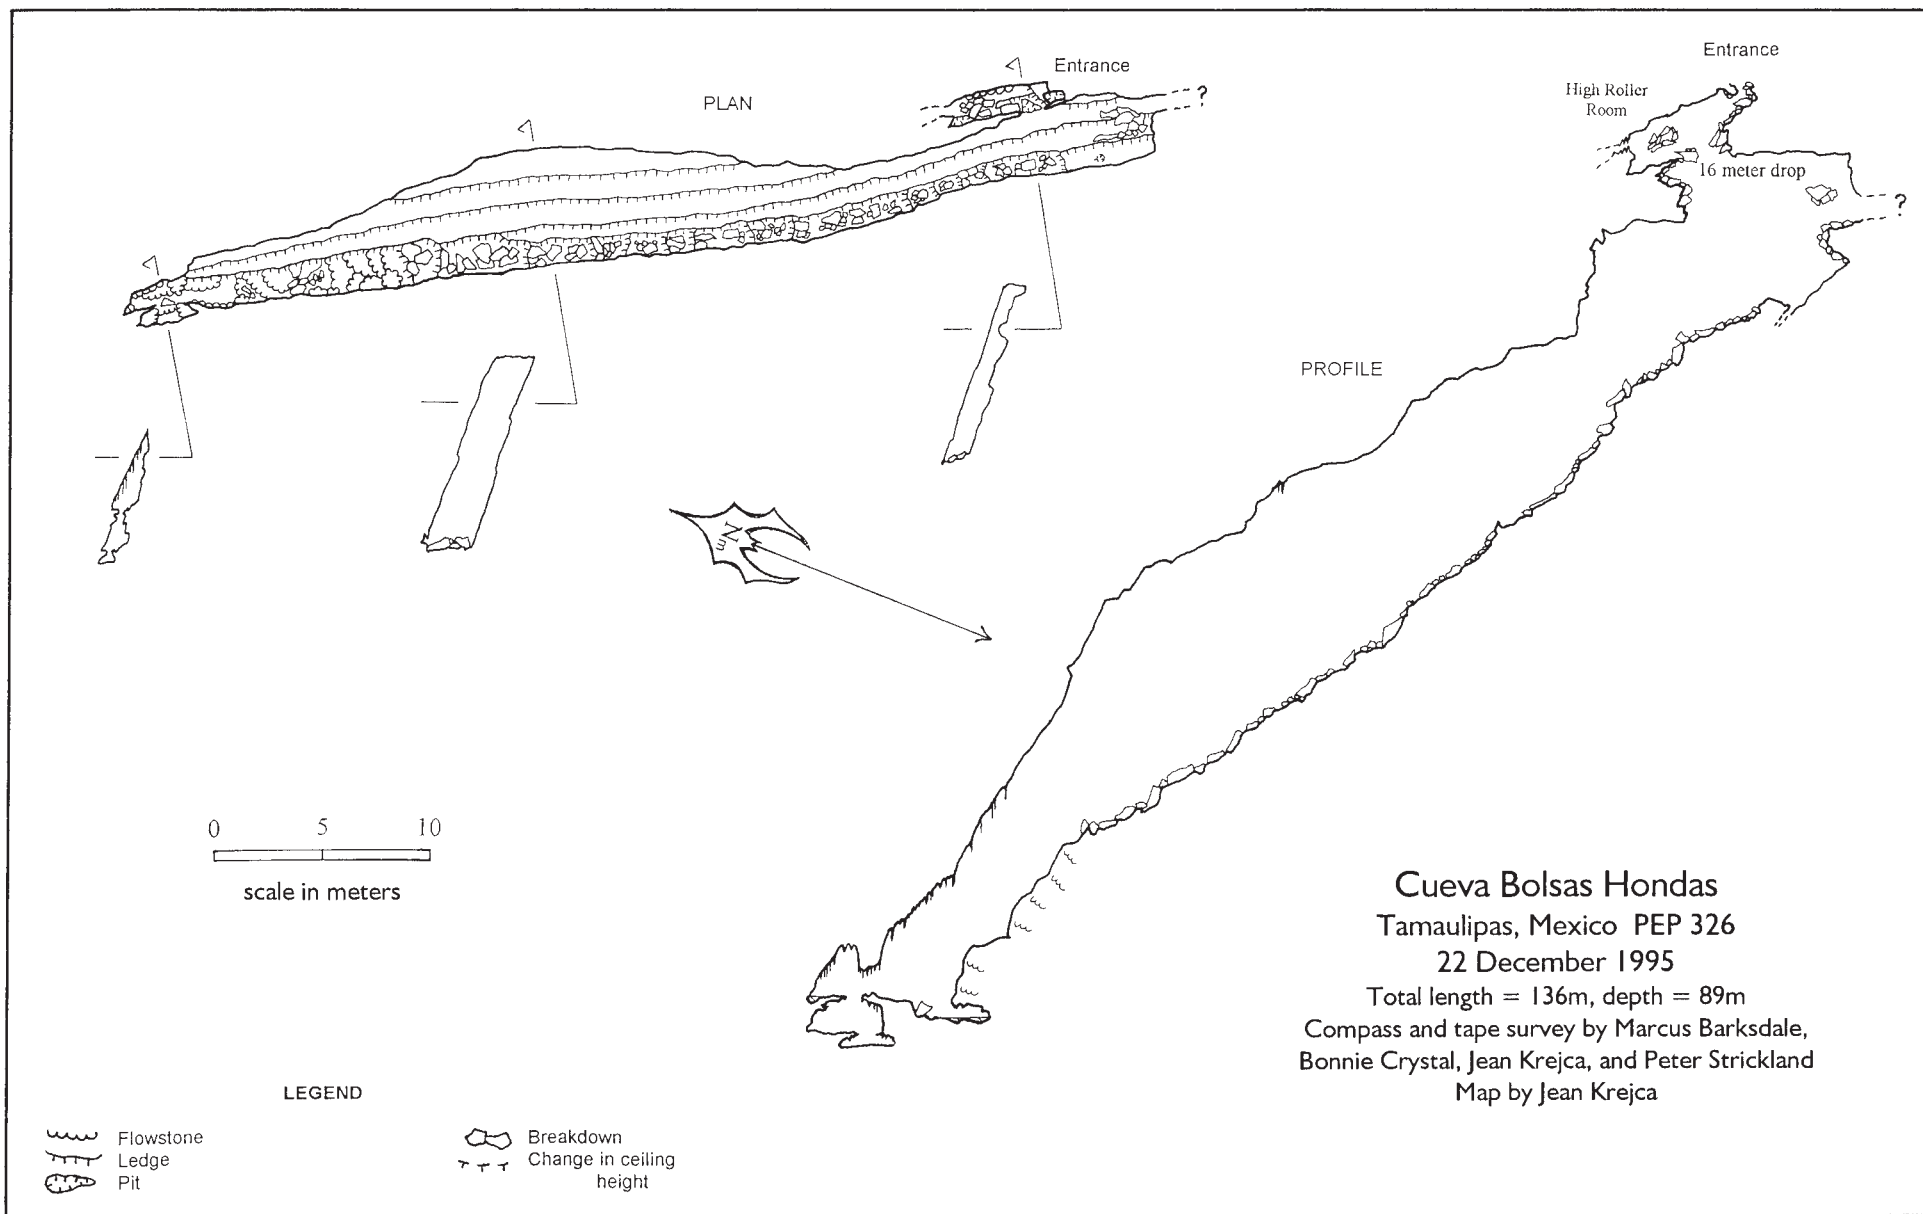 Entrance
PLAN
Entrance
?
High Roller
Room
16 meter drop
?
PROFILE
Nm
0 5 10
scale in meters
Cueva Bolsas Hondas
Tamaulipas, Mexico PEP 326
22 December 1995
Total length = 136m, depth = 89m
Compass and tape survey by Marcus Barksdale,
Bonnie Crystal, Jean Krejca, and Peter Strickland
Map by Jean Krejca
LEGEND
Flowstone
Ledge
Pit
Breakdown
Change in ceiling
height